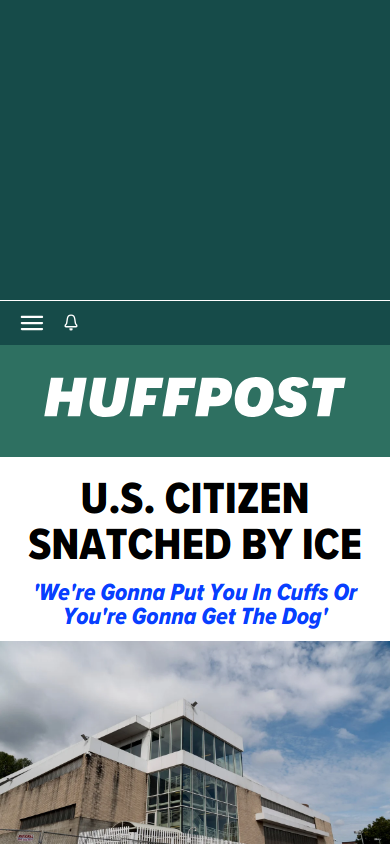 HUFFPOST
U.S. CITIZEN
SNATCHED BY ICE
'We're Gonna Put You In Cuffs Or
You're Gonna Get The Dog'